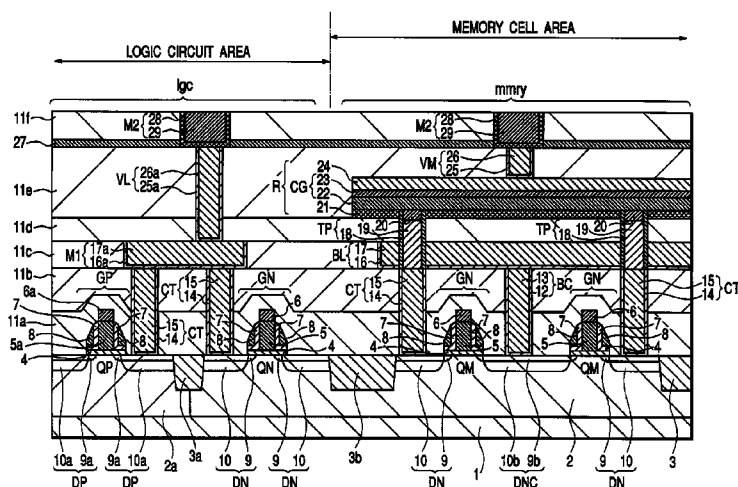 LOGIC CIRCUIT AREA
MEMORY CELL AREA
lgc
mmry
11f
M2 { 28
29
M2 { 28
29
27
11e
VL { 26a
25a
VM { 26
25
R { CG { 24
23
22
21
11d
TP { 20
19
18
TP { 20
19
18
11c
M1 { 17a
16a
BL { 17
16
11b
GP
CT { 15
14
GN
CT { 15
14
GN
13
12 } BC
GN
15
14 } CT
6a
7
7
15
14 } CT
7
6
11a
8
5a
4
8
8
8
5
4
7
6
7
8
5
4
4
7
8
5
6
7
8
4
QP
QN
QM
QM
10a
9a
9a
10a
2a
3a
10
9
9
10
3b
10
9
1
10b
9b
2
9
10
3
DP
DP
DN
DN
DN
DNC
DN